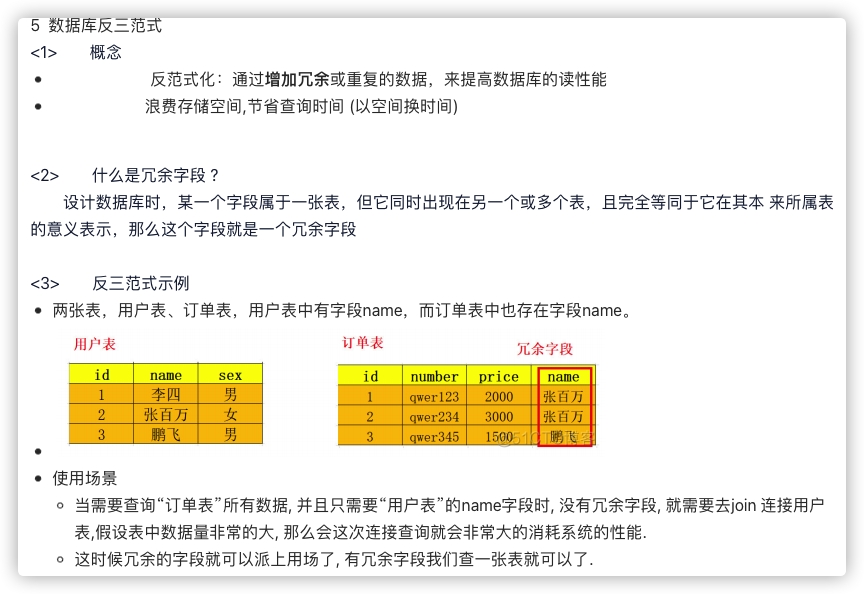 5 数据库反三范式
<1> 概念
反范式化：通过增加冗余或重复的数据，来提高数据库的读性能
浪费存储空间,节省查询时间 (以空间换时间)
<2> 什么是冗余字段 ?
设计数据库时，某一个字段属于一张表，但它同时出现在另一个或多个表，且完全等同于它在其本 来所属表
的意义表示，那么这个字段就是一个冗余字段
<3> 反三范式示例
两张表，用户表、订单表，用户表中有字段name，而订单表中也存在字段name。
用户表
id name sex
1 李四 男
2 张百万 女
3 鹏飞 男
订单表 冗余字段
id number price name
1 qwer123 2000 张百万
2 qwer234 3000 张百万
3 qwer345 1500 鹏飞
@51CTO博客
使用场景
当需要查询“订单表”所有数据, 并且只需要“用户表”的name字段时, 没有冗余字段, 就需要去join 连接用户
表,假设表中数据量非常的大, 那么会这次连接查询就会非常大的消耗系统的性能.
这时候冗余的字段就可以派上用场了, 有冗余字段我们查一张表就可以了.